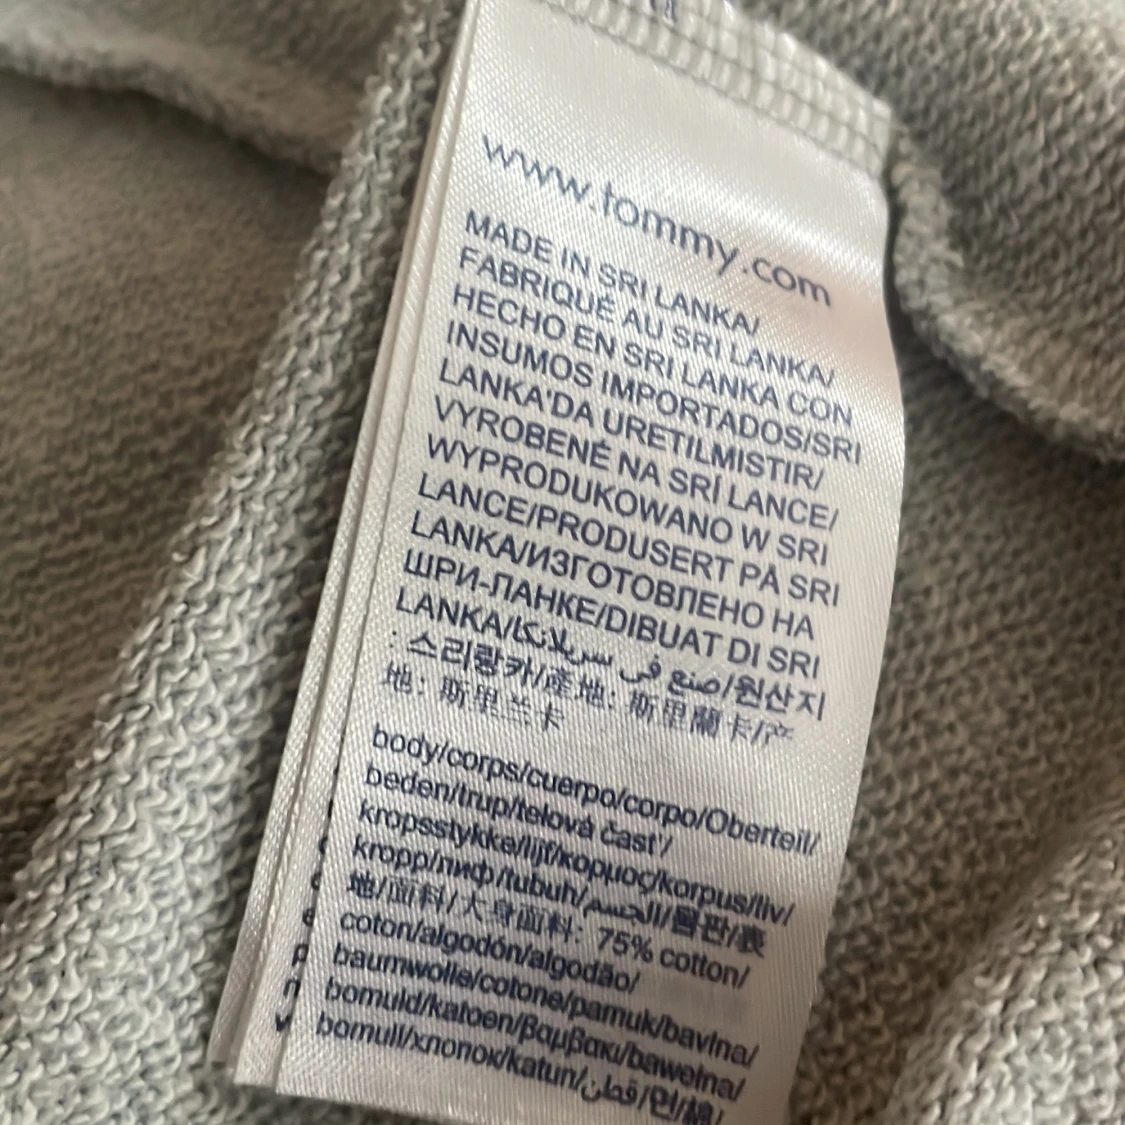 www.tommy.com
MADE IN SRI LANKA/
FABRIQUÉ AU SRI LANKA/
HECHO EN SRI LANKA CON
INSUMOS IMPORTADOS/SRI
LANKA'DA URETILMISTIR/
VYROBENÉ NA SRÍ LANCE/
WYPRODUKOWANO W SRI
LANCE/PRODUSERT PÅ SRI
LANKA/ИЗГОТОВЛЕНО НА
ШРИ-ЛАНКЕ/DIBUAT DI SRI
LANKA/صنع في سريلانكا/원산지
: 스리랑카/產地: 斯里蘭卡/产
地: 斯里兰卡
body/corps/cuerpo/corpo/Oberteil/
beden/trup/telová časť/
kropsstykke/lijf/κορμος/korpus/liv/
kropp/лиф/tubuh/الجسم/몸판/表
地/面料/大身面料: 75% cotton/
coton/algodón/algodão/
baumwolle/cotone/pamuk/bavlna/
bomuld/katoen/βαμβακι/bawełna/
bomull/хлопок/katun/قطن/면/綿/